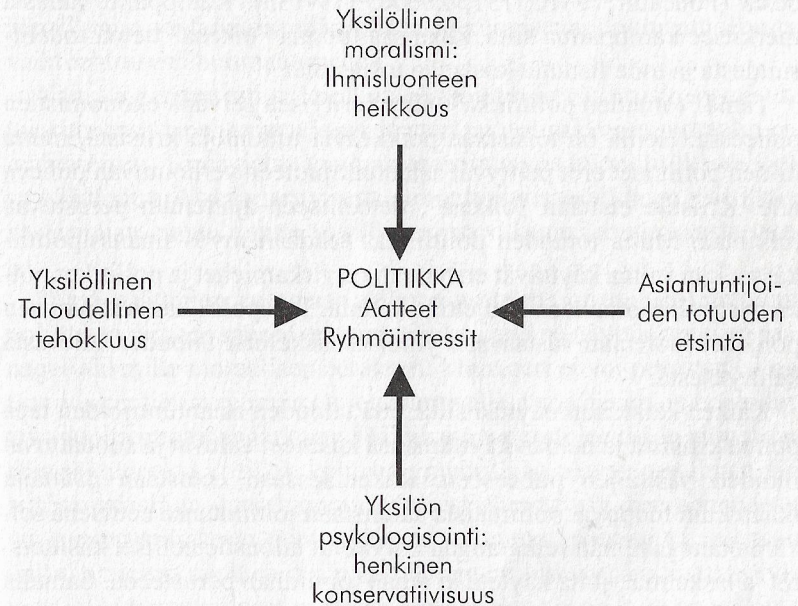 Yksilöllinen
moralismi:
Ihmisluonteen
heikkous
Yksilöllinen
Taloudellinen
tehokkuus
POLITIIKKA
Aatteet
Ryhmäintressit
Asiantuntijoi-
den totuuden
etsintä
Yksilön
psykologisointi:
henkinen
konservatiivisuus